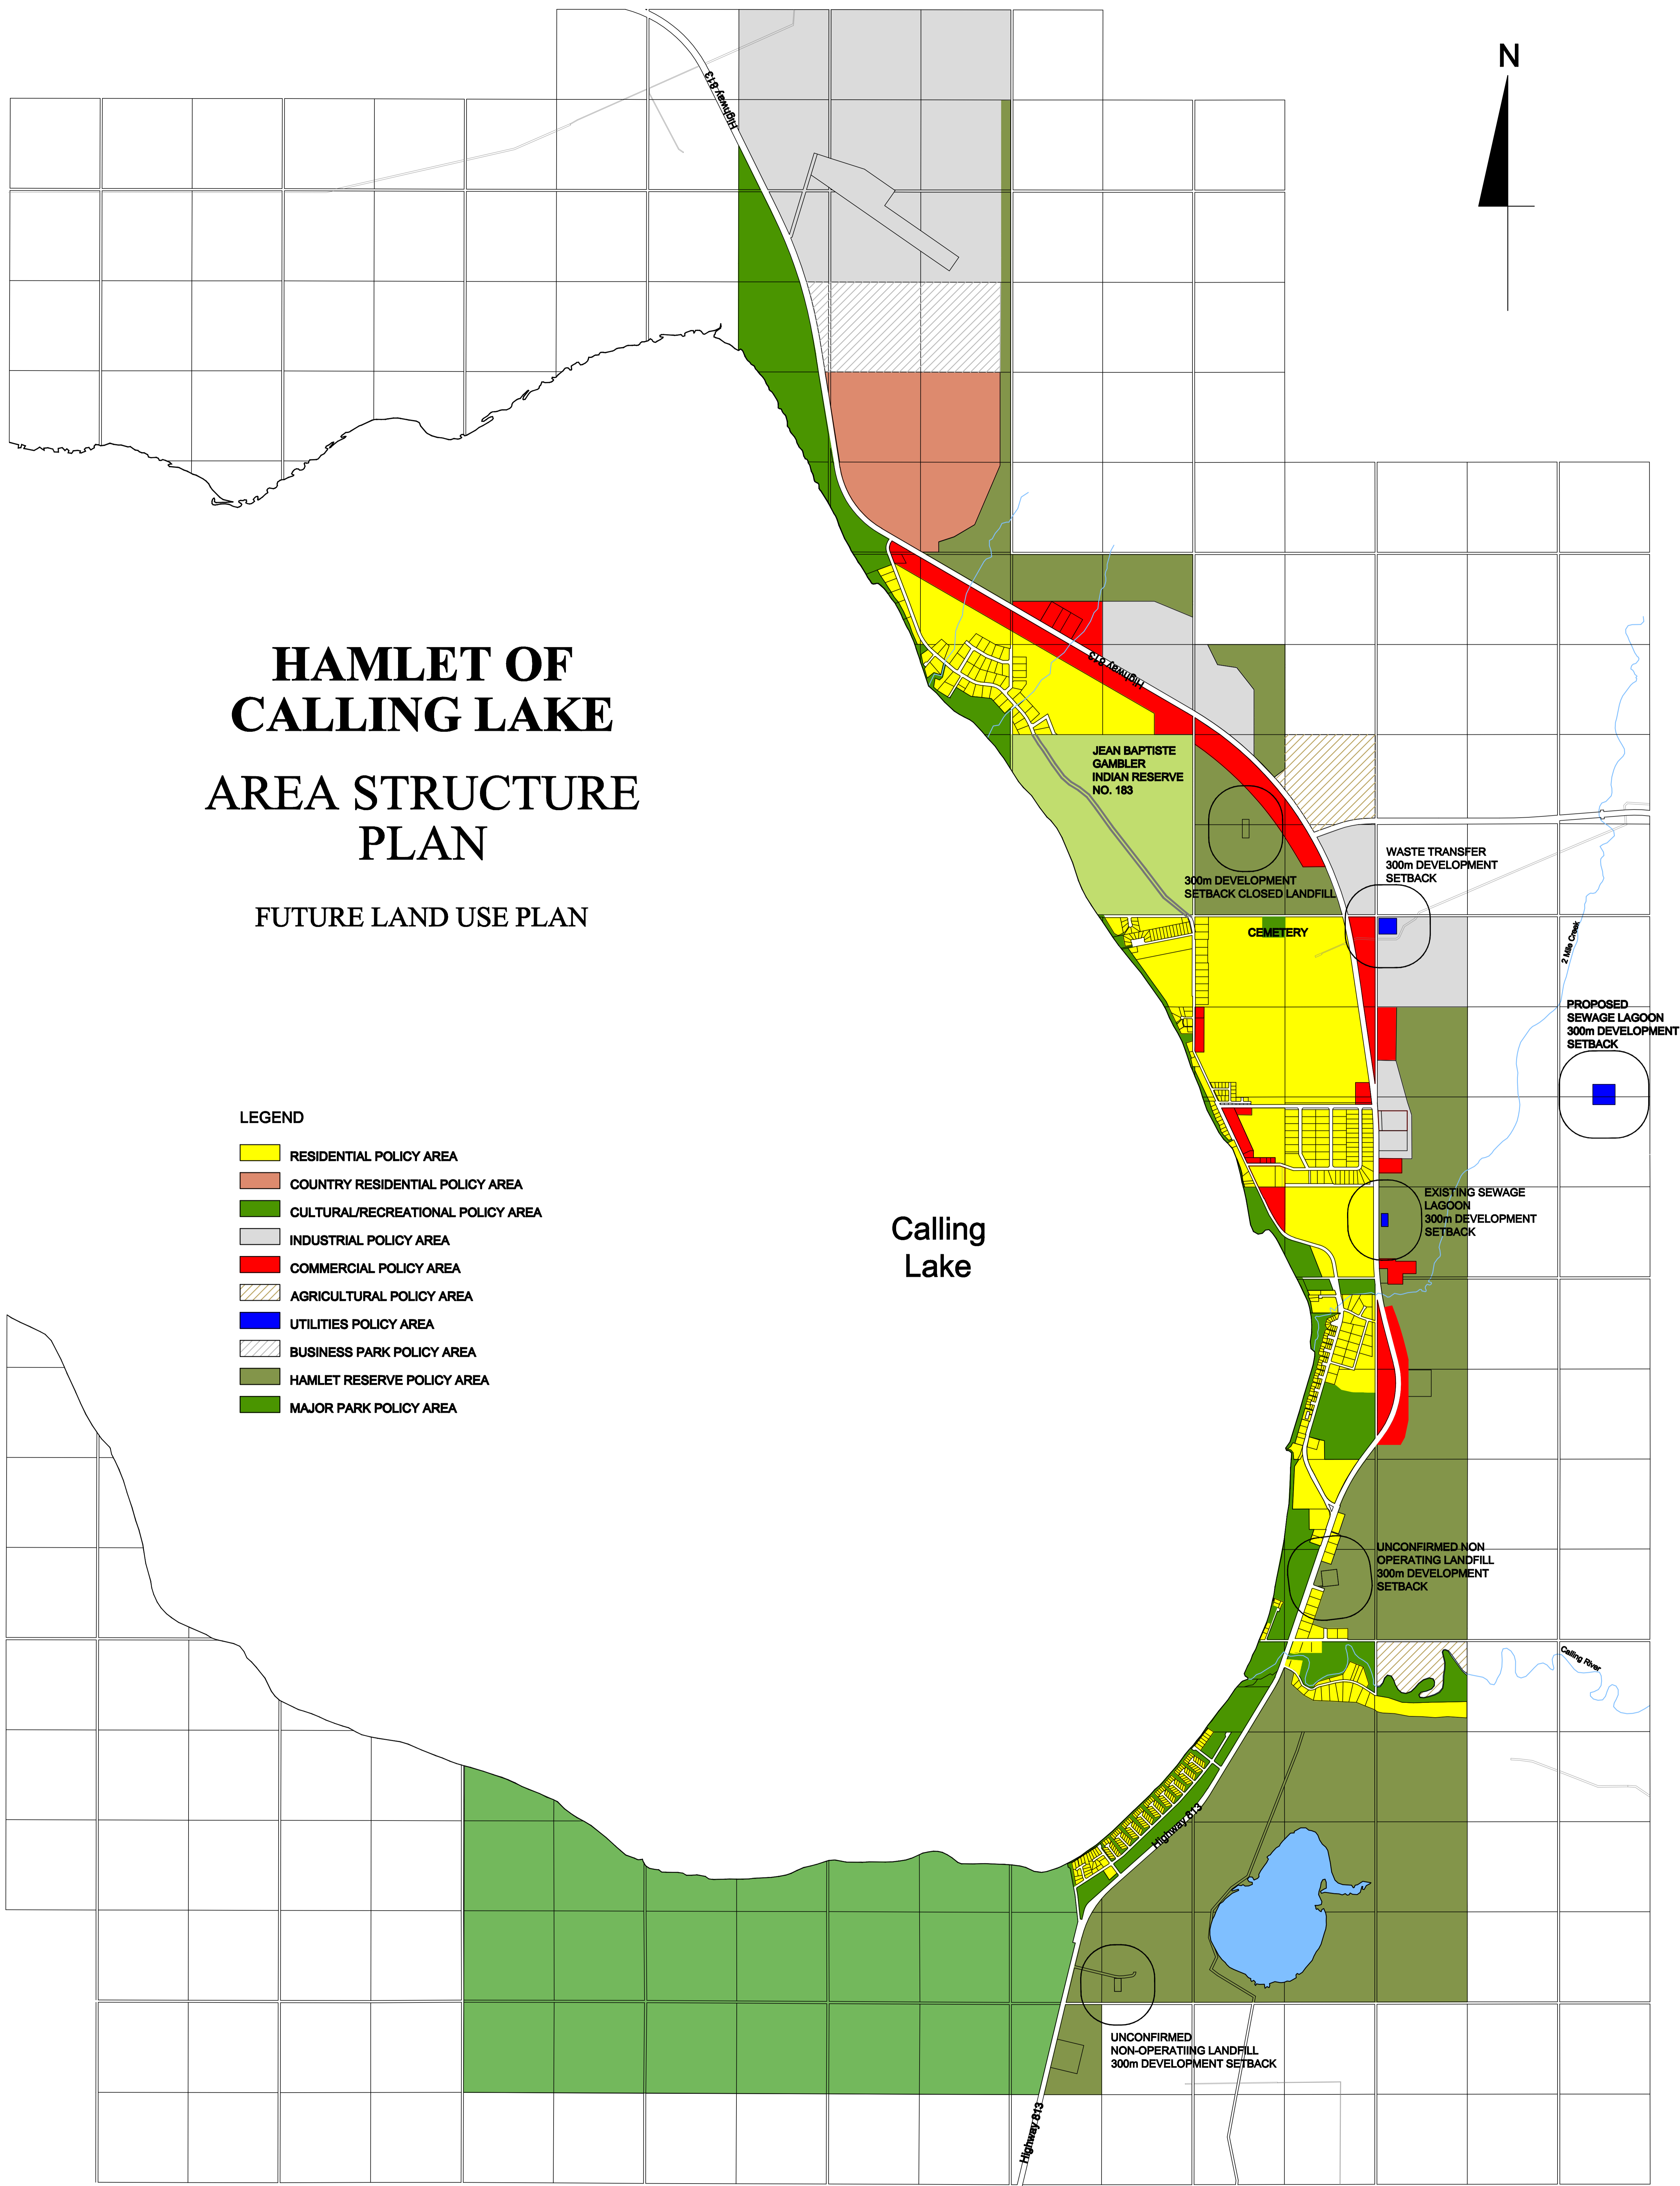 N
Highway 813
HAMLET OF
CALLING LAKE
AREA STRUCTURE
PLAN
FUTURE LAND USE PLAN
Highway 813
JEAN BAPTISTE
GAMBLER
INDIAN RESERVE
NO. 183
WASTE TRANSFER
300m DEVELOPMENT
SETBACK
300m DEVELOPMENT
SETBACK CLOSED LANDFILL
CEMETERY
2 Mile Creek
PROPOSED
SEWAGE LAGOON
300m DEVELOPMENT
SETBACK
LEGEND
RESIDENTIAL POLICY AREA
COUNTRY RESIDENTIAL POLICY AREA
CULTURAL/RECREATIONAL POLICY AREA
INDUSTRIAL POLICY AREA
COMMERCIAL POLICY AREA
AGRICULTURAL POLICY AREA
UTILITIES POLICY AREA
BUSINESS PARK POLICY AREA
HAMLET RESERVE POLICY AREA
MAJOR PARK POLICY AREA
Calling
Lake
EXISTING SEWAGE
LAGOON
300m DEVELOPMENT
SETBACK
UNCONFIRMED NON
OPERATING LANDFILL
300m DEVELOPMENT
SETBACK
Calling River
Highway 813
UNCONFIRMED
NON-OPERATIING LANDFILL
300m DEVELOPMENT SETBACK
Highway 813